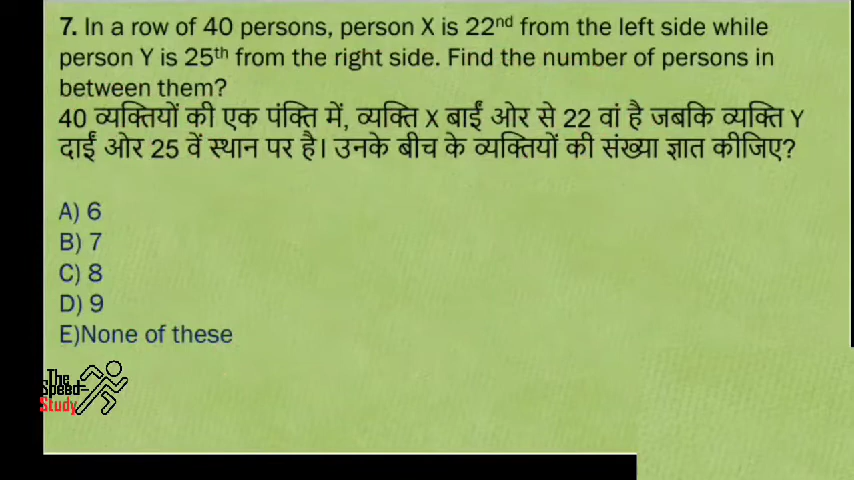 7. In a row of 40 persons, person X is 22nd from the left side while
person Y is 25th from the right side. Find the number of persons in
between them?
40 व्यक्तियों की एक पंक्ति में, व्यक्ति X बाईं ओर से 22 वां है जबकि व्यक्ति Y
दाईं ओर 25 वें स्थान पर है। उनके बीच के व्यक्तियों की संख्या ज्ञात कीजिए?
A) 6
B) 7
C) 8
D) 9
E)None of these
The
Speed
Study